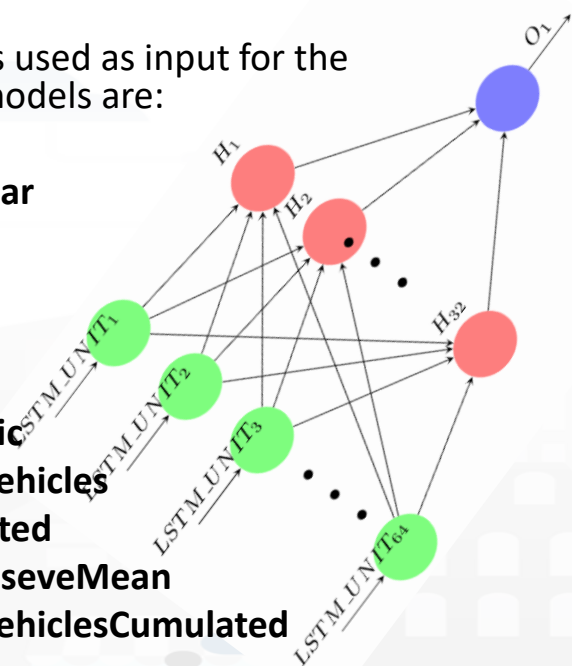 s used as input for the
nodels are:
ar
ic
ehicles
ted
seveMean
ehiclesCumulated
O1
H1
H2
H32
LSTM_UNIT1
LSTM_UNIT2
LSTM_UNIT3
LSTM_UNIT64